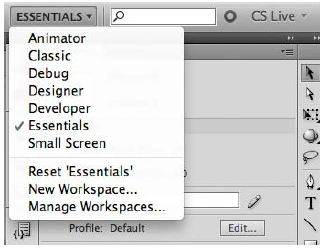 ESSENTIALS
CS Live
Animator
Classic
Debug
Designer
Developer
Essentials
Small Screen
Reset 'Essentials'
New Workspace...
Manage Workspaces...
Profile: Default Edit...
T